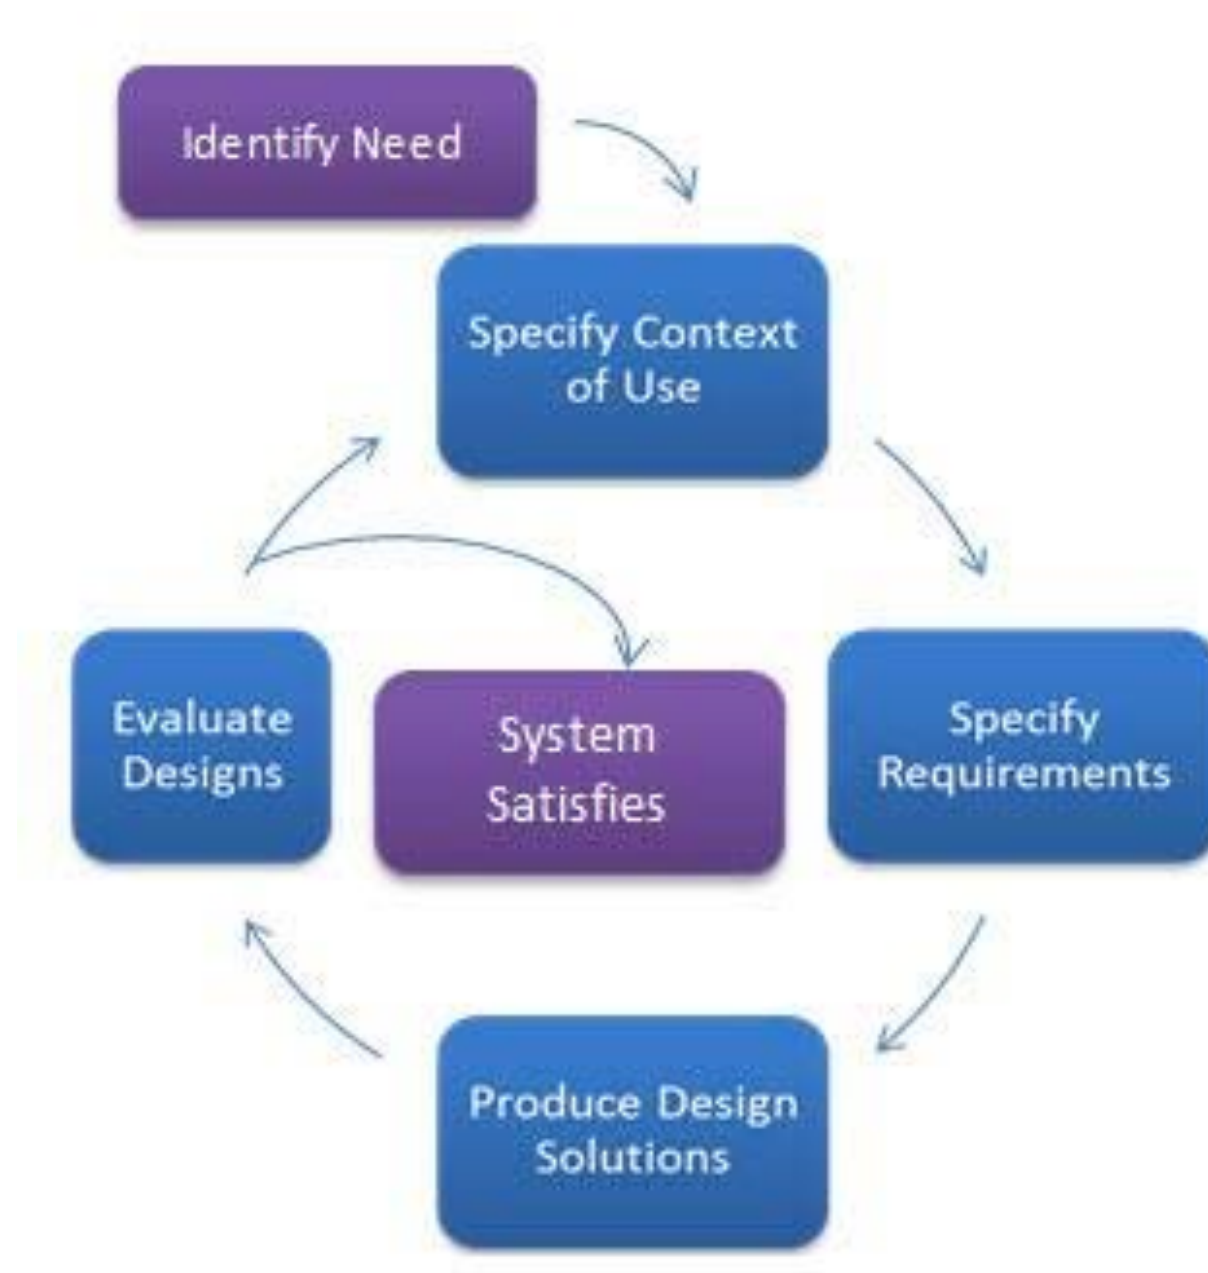 Identify Need
Specify Context
of Use
Evaluate
Designs
System
Satisfies
Specify
Requirements
Produce Design
Solutions